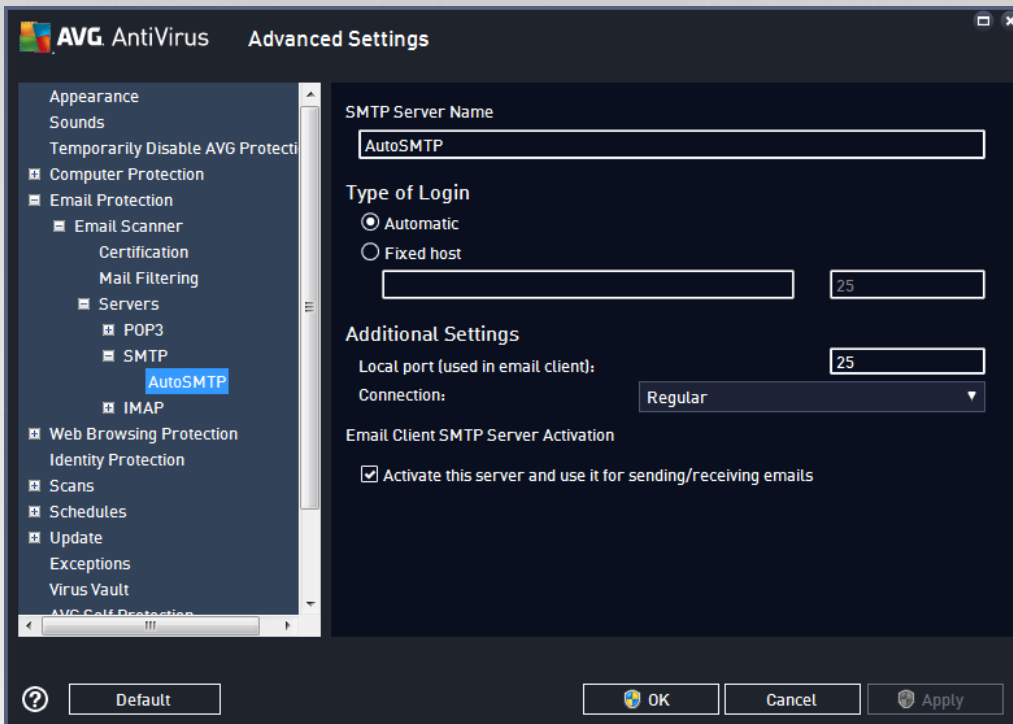 AVG AntiVirus Advanced Settings
Appearance
Sounds
Temporarily Disable AVG Protecti
Computer Protection
Email Protection
Email Scanner
Certification
Mail Filtering
Servers
POP3
SMTP
AutoSMTP
IMAP
Web Browsing Protection
Identity Protection
Scans
Schedules
Update
Exceptions
Virus Vault
AVG Self Protection
SMTP Server Name
AutoSMTP
Type of Login
Automatic
Fixed host
25
Additional Settings
Local port (used in email client): 25
Connection: Regular
Email Client SMTP Server Activation
Activate this server and use it for sending/receiving emails
? Default OK Cancel Apply